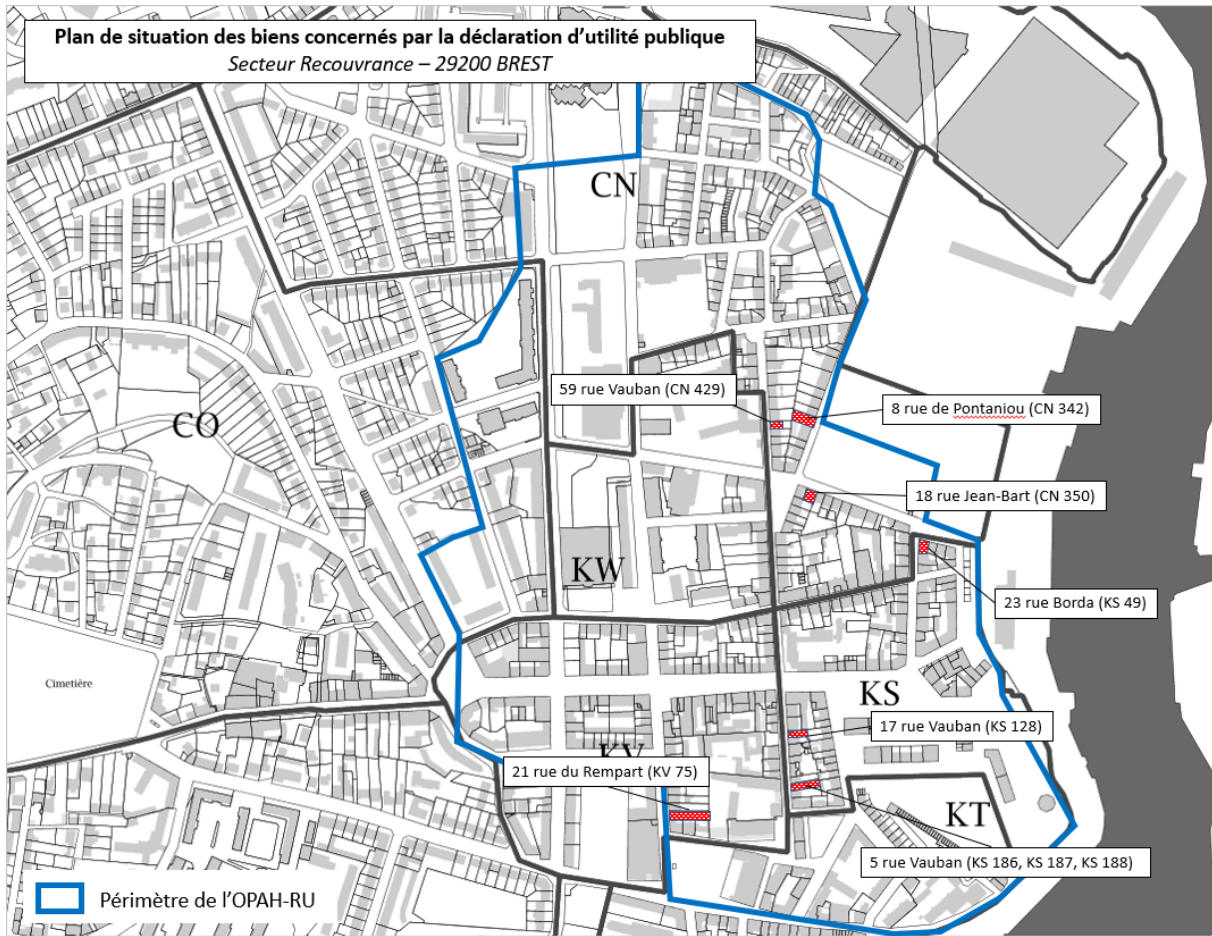 Plan de situation des biens concernés par la déclaration d'utilité publique
Secteur Recouvrance – 29200 BREST
CN
59 rue Vauban (CN 429)
8 rue de Pontaniou (CN 342)
CO
18 rue Jean-Bart (CN 350)
KW
23 rue Borda (KS 49)
Cimetière
KS
17 rue Vauban (KS 128)
KV
21 rue du Rempart (KV 75)
KT
5 rue Vauban (KS 186, KS 187, KS 188)
Périmètre de l'OPAH-RU